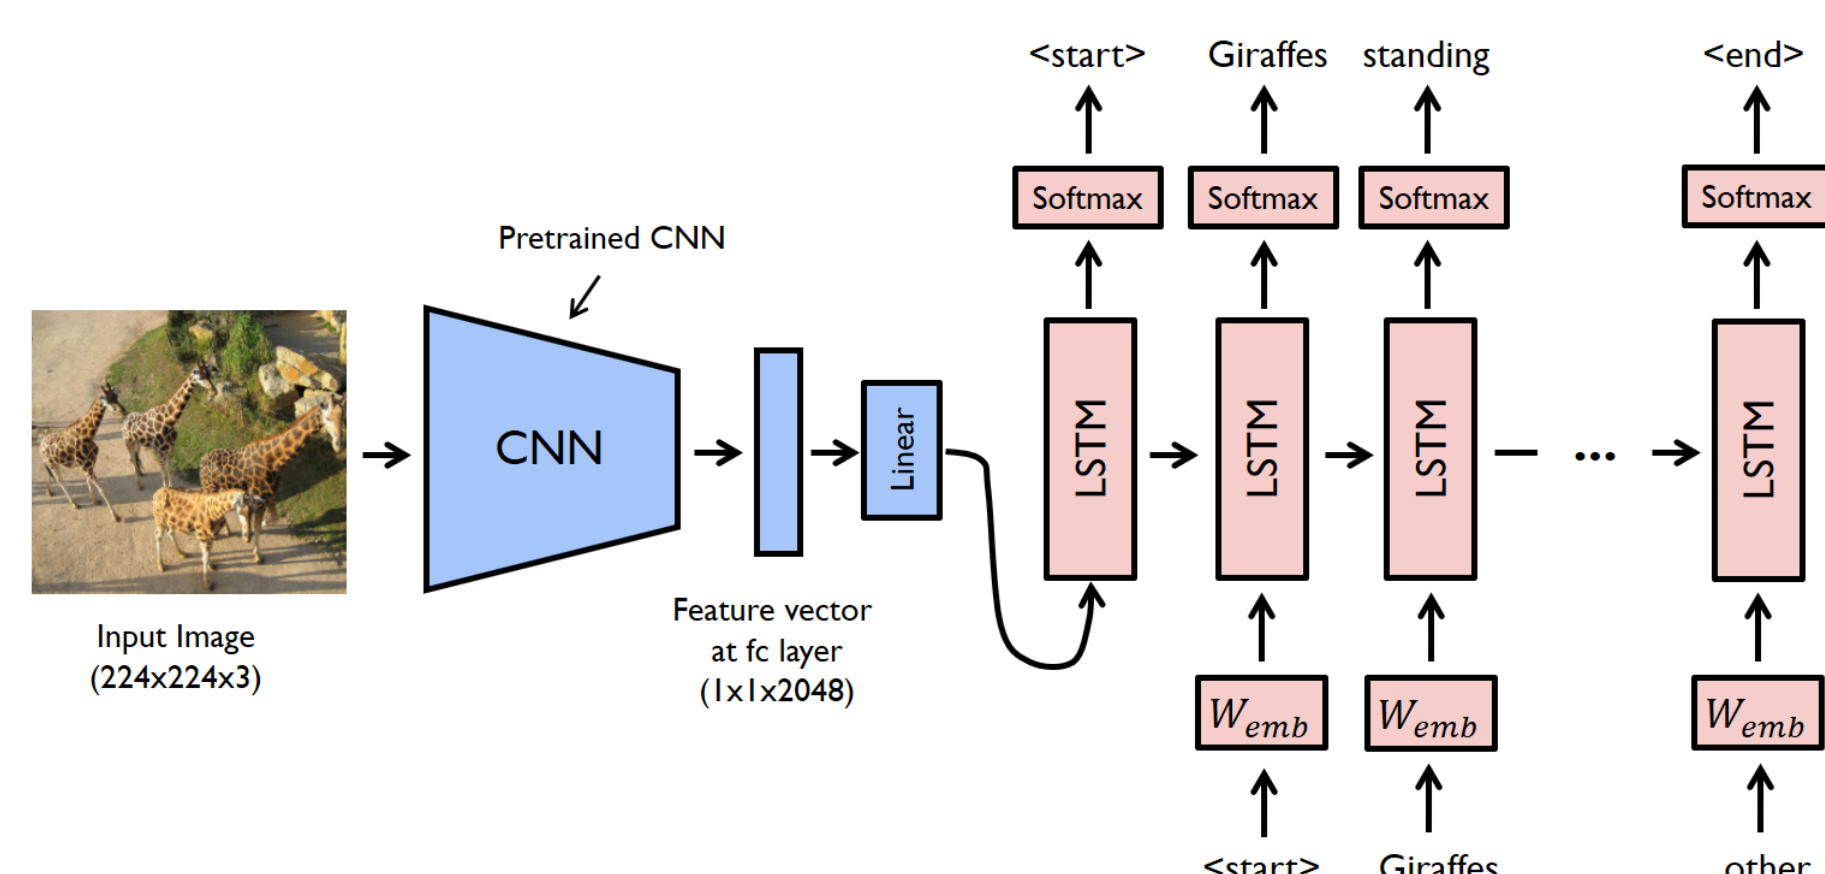 <start> Giraffes standing <end>
Softmax Softmax Softmax Softmax
Pretrained CNN
CNN
Linear
LSTM LSTM LSTM ... LSTM
Feature vector
at fc layer
(1x1x2048)
Input Image
(224x224x3)
W_emb W_emb W_emb
<start> Giraffes other